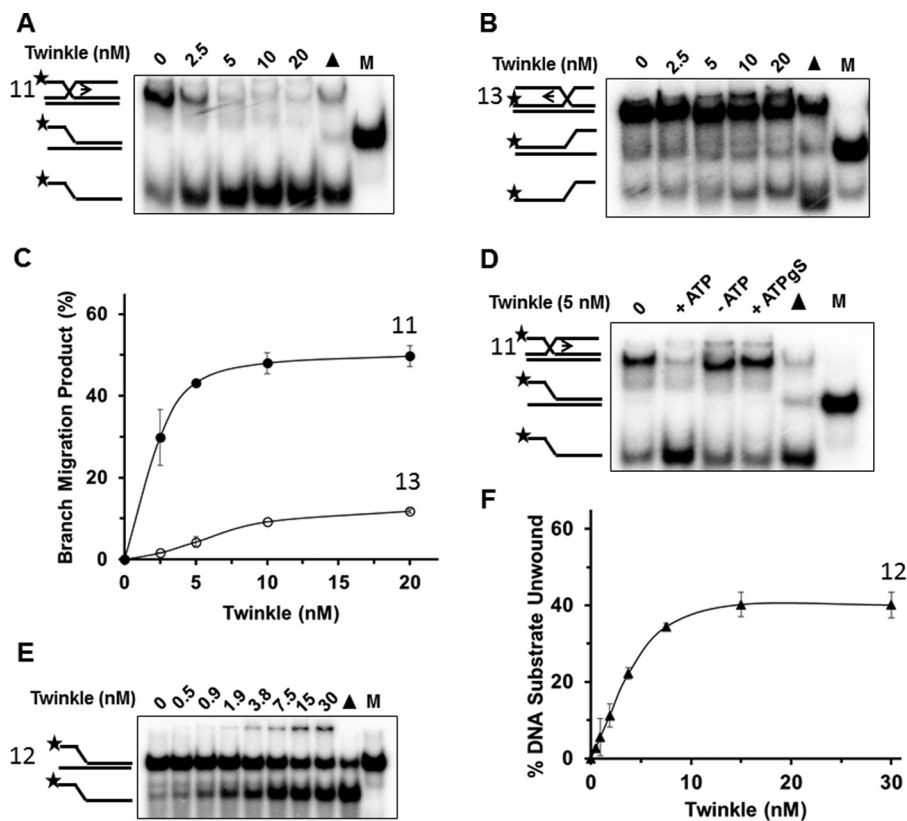 A
Twinkle (nM) 0 2.5 5 10 20 ▲ M
11
B
Twinkle (nM) 0 2.5 5 10 20 ▲ M
13
C
Branch Migration Product (%)
60
40
20
0
11
13
0 5 10 15 20
Twinkle (nM)
D
Twinkle (5 nM) 0 +ATP -ATP +ATPgS ▲ M
11
E
Twinkle (nM) 0 0.5 0.9 1.9 3.8 7.5 15 30 ▲ M
12
F
% DNA Substrate Unwound
60
40
20
0
12
0 10 20 30
Twinkle (nM)